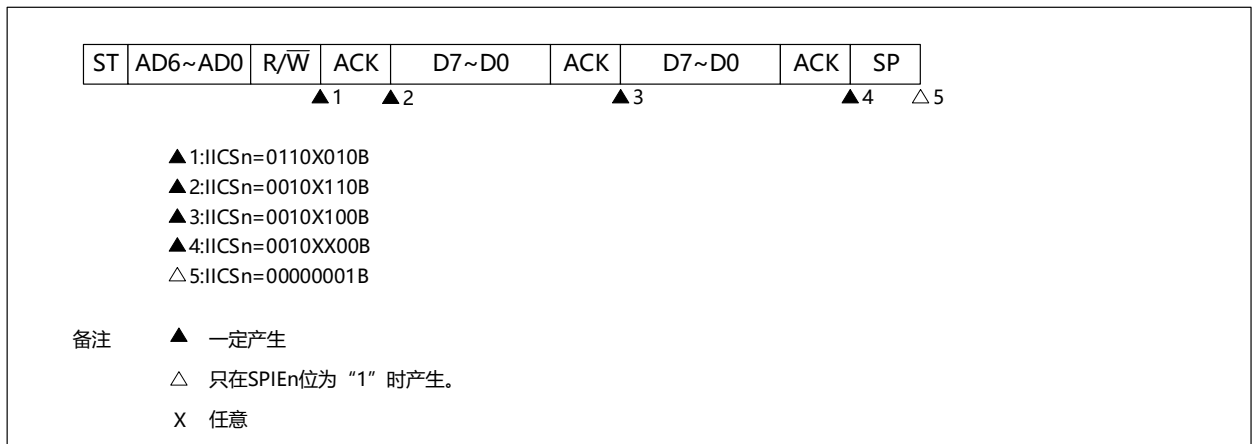 ST AD6~AD0 R/W̅ ACK D7~D0 ACK D7~D0 ACK SP
▲1 ▲2 ▲3 ▲4 △5
▲1:IICSn=0110X010B
▲2:IICSn=0010X110B
▲3:IICSn=0010X100B
▲4:IICSn=0010XX00B
△5:IICSn=00000001B
备注 ▲ 一定产生
△ 只在SPIEn位为“1”时产生。
X 任意